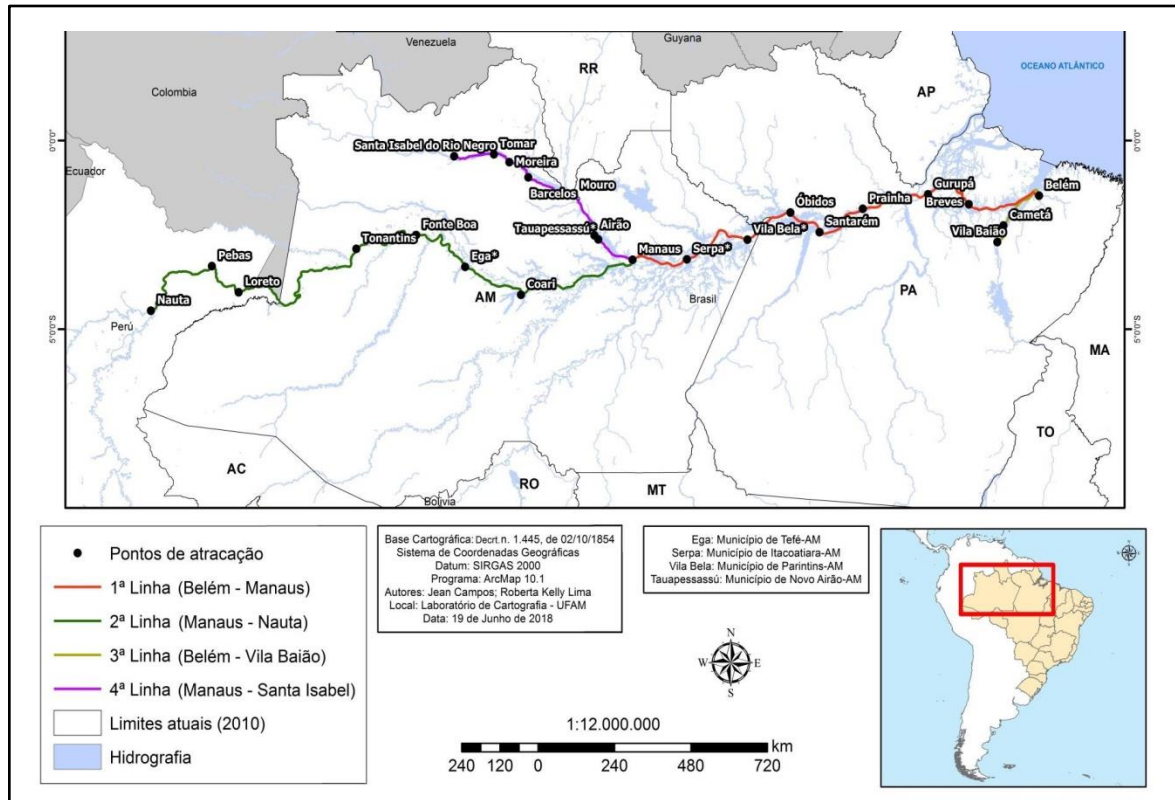 Venezuela
Guyana
OCEANO ATLÂNTICO
RR
Colombia
AP
0°0'0"
0°0'0"
Santa Isabel do Rio Negro
Tomar
Moreira
Ecuador
Barcelos
Mouro
Gurupá
Belém
Prainha
Breves
Óbidos
Cametá
Fonte Boa
Tauapessassú*
Airão
Santarém
Vila Baião
Tonantins
Manaus
Serpa*
Vila Bela*
Pebas
Ega*
Loreto
Coari
AM
PA
Nauta
Brasil
Perú
5°0'0"S
5°0'0"S
MA
TO
AC
RO
MT
Bolivia
Pontos de atracação
1ª Linha (Belém - Manaus)
2ª Linha (Manaus - Nauta)
3ª Linha (Belém - Vila Baião)
4ª Linha (Manaus - Santa Isabel)
Limites atuais (2010)
Hidrografia
Base Cartográfica: Decrt. n. 1.445, de 02/10/1854
Sistema de Coordenadas Geográficas
Datum: SIRGAS 2000
Programa: ArcMap 10.1
Autores: Jean Campos; Roberta Kelly Lima
Local: Laboratório de Cartografia - UFAM
Data: 19 de Junho de 2018
Ega: Município de Tefé-AM
Serpa: Município de Itacoatiara-AM
Vila Bela: Município de Parintins-AM
Tauapessassú: Município de Novo Airão-AM
N
W
E
S
1:12.000.000
km
240 120 0 240 480 720